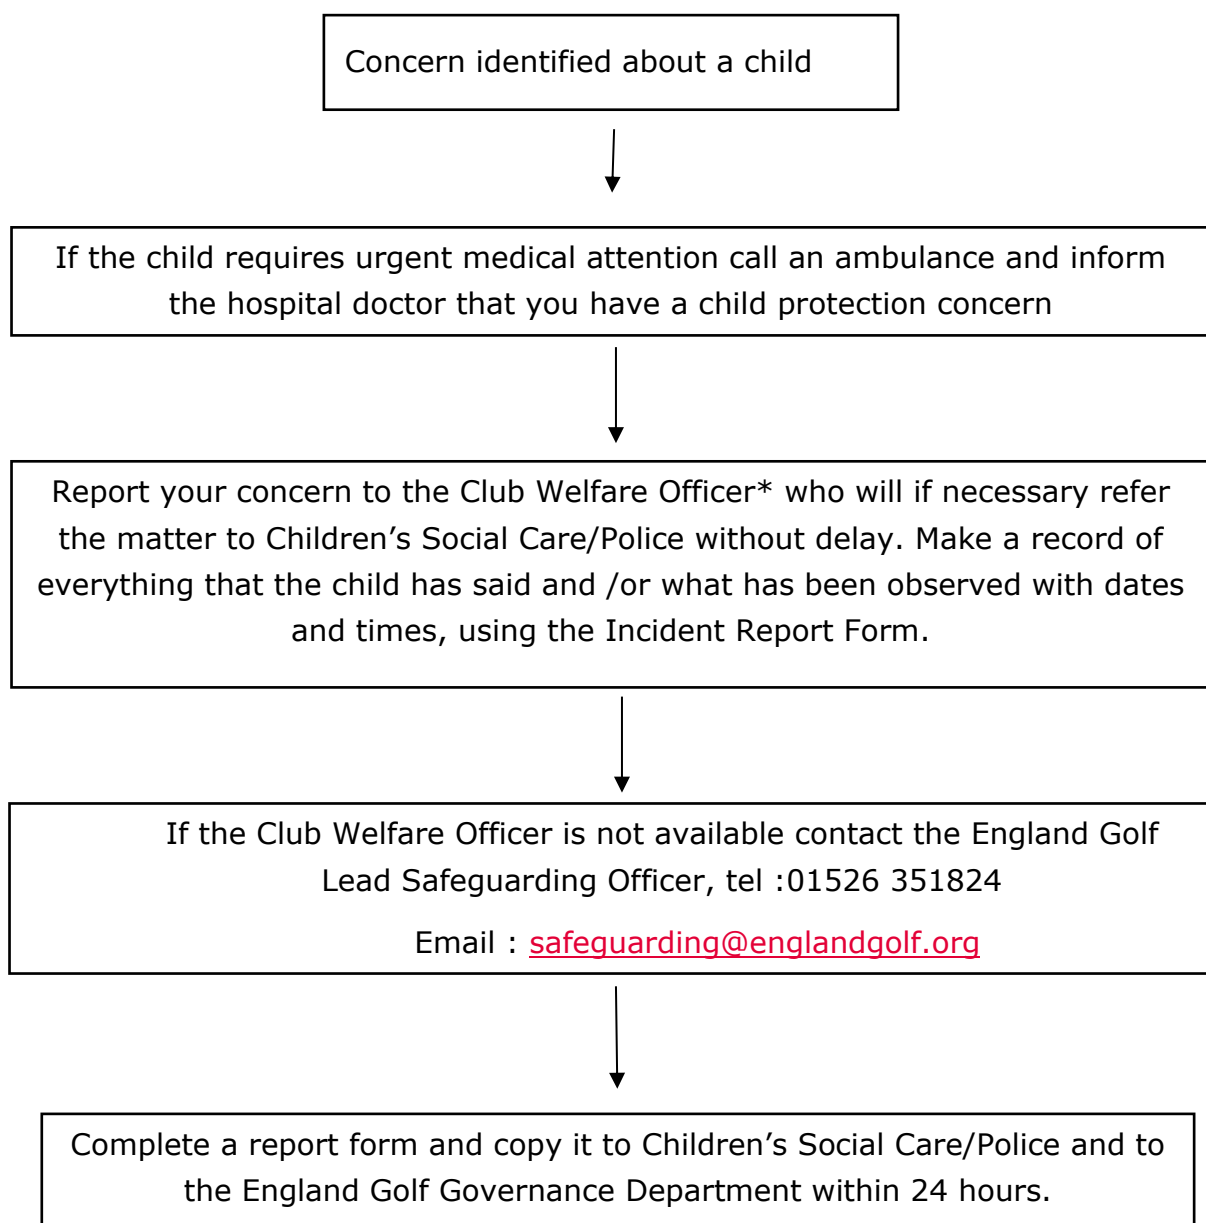 Concern identified about a child
If the child requires urgent medical attention call an ambulance and inform
the hospital doctor that you have a child protection concern
Report your concern to the Club Welfare Officer* who will if necessary refer
the matter to Children’s Social Care/Police without delay. Make a record of
everything that the child has said and /or what has been observed with dates
and times, using the Incident Report Form.
If the Club Welfare Officer is not available contact the England Golf
Lead Safeguarding Officer, tel :01526 351824
Email : safeguarding@englandgolf.org
Complete a report form and copy it to Children’s Social Care/Police and to
the England Golf Governance Department within 24 hours.